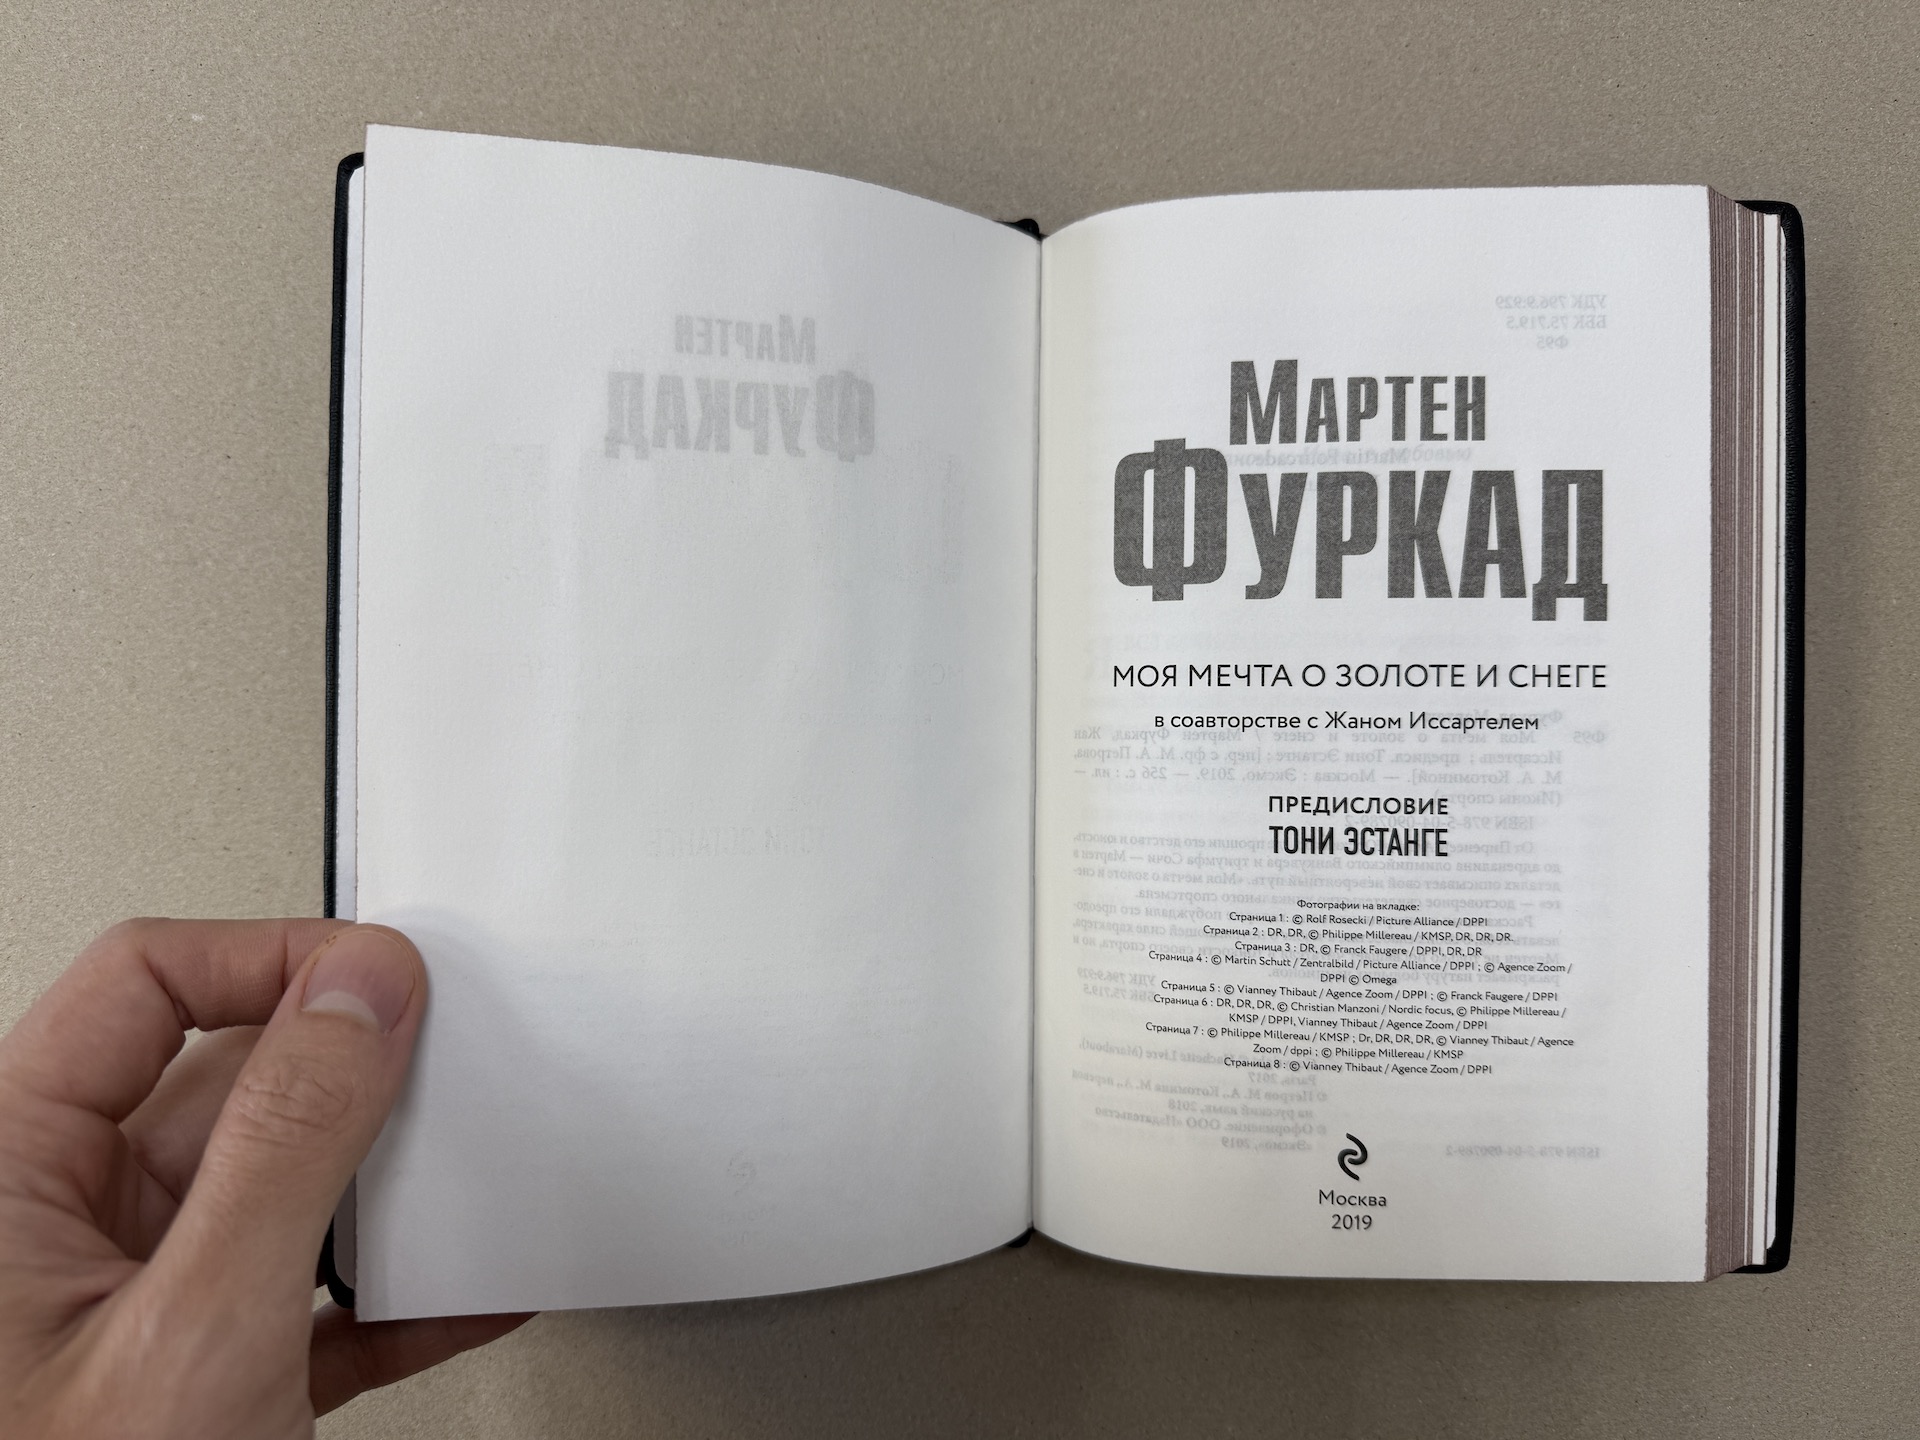 МАРТЕН
ФУРКАД
МОЯ МЕЧТА О ЗОЛОТЕ И СНЕГЕ
в соавторстве с Жаном Иссартелем
ПРЕДИСЛОВИЕ
ТОНИ ЭСТАНГЕ
Фотографии на вкладке:
Страница 1 : © Rolf Rosecki / Picture Alliance / DPPI
Страница 2 : DR, DR, © Philippe Millereau / KMSP, DR, DR, DR.
Страница 3 : DR, © Franck Faugere / DPPI, DR, DR
Страница 4 : © Martin Schutt / Zentralbild / Picture Alliance / DPPI ; © Agence Zoom /
DPPI © Omega
Страница 5 : © Vianney Thibaut / Agence Zoom / DPPI ; © Franck Faugere / DPPI
Страница 6 : DR, DR, DR, © Christian Manzoni / Nordic focus, © Philippe Millereau /
KMSP / DPPI, Vianney Thibaut / Agence Zoom / DPPI
Страница 7 : © Philippe Millereau / KMSP ; Dr, DR, DR, DR, © Vianney Thibaut / Agence
Zoom / dppi ; © Philippe Millereau / KMSP
Страница 8 : © Vianney Thibaut / Agence Zoom / DPPI
Москва
2019